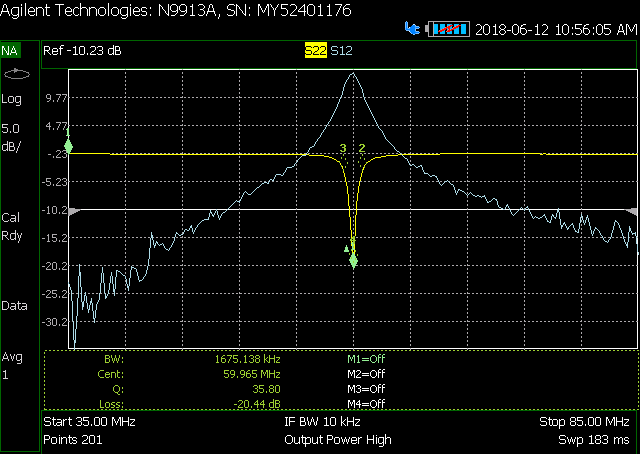 Agilent Technologies: N9913A, SN: MY52401176
2018-06-12 10:56:05 AM
NA Ref -10.23 dB S22 S12
Log
5.0
dB/
Cal
Rdy
Data
Avg
1
9.77
4.77
-.23
-5.23
-10.2
-15.2
-20.2
-25.2
-30.2
1
3 2
BW: 1675.138 kHz M1=Off
Cent: 59.965 MHz M2=Off
Q: 35.80 M3=Off
Loss: -20.44 dB M4=Off
Start 35.00 MHz IF BW 10 kHz Stop 85.00 MHz
Points 201 Output Power High Swp 183 ms